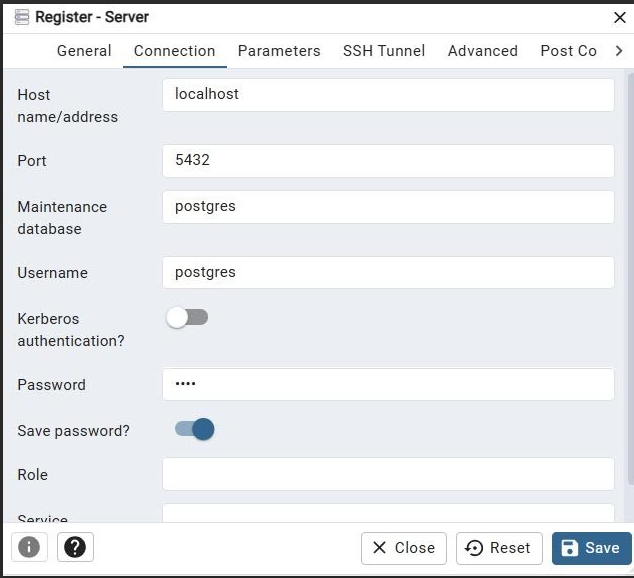 Register - Server
General Connection Parameters SSH Tunnel Advanced Post Co
Host name/address
localhost
Port
5432
Maintenance database
postgres
Username
postgres
Kerberos authentication?
Password
••••
Save password?
Role
Service
Close Reset Save